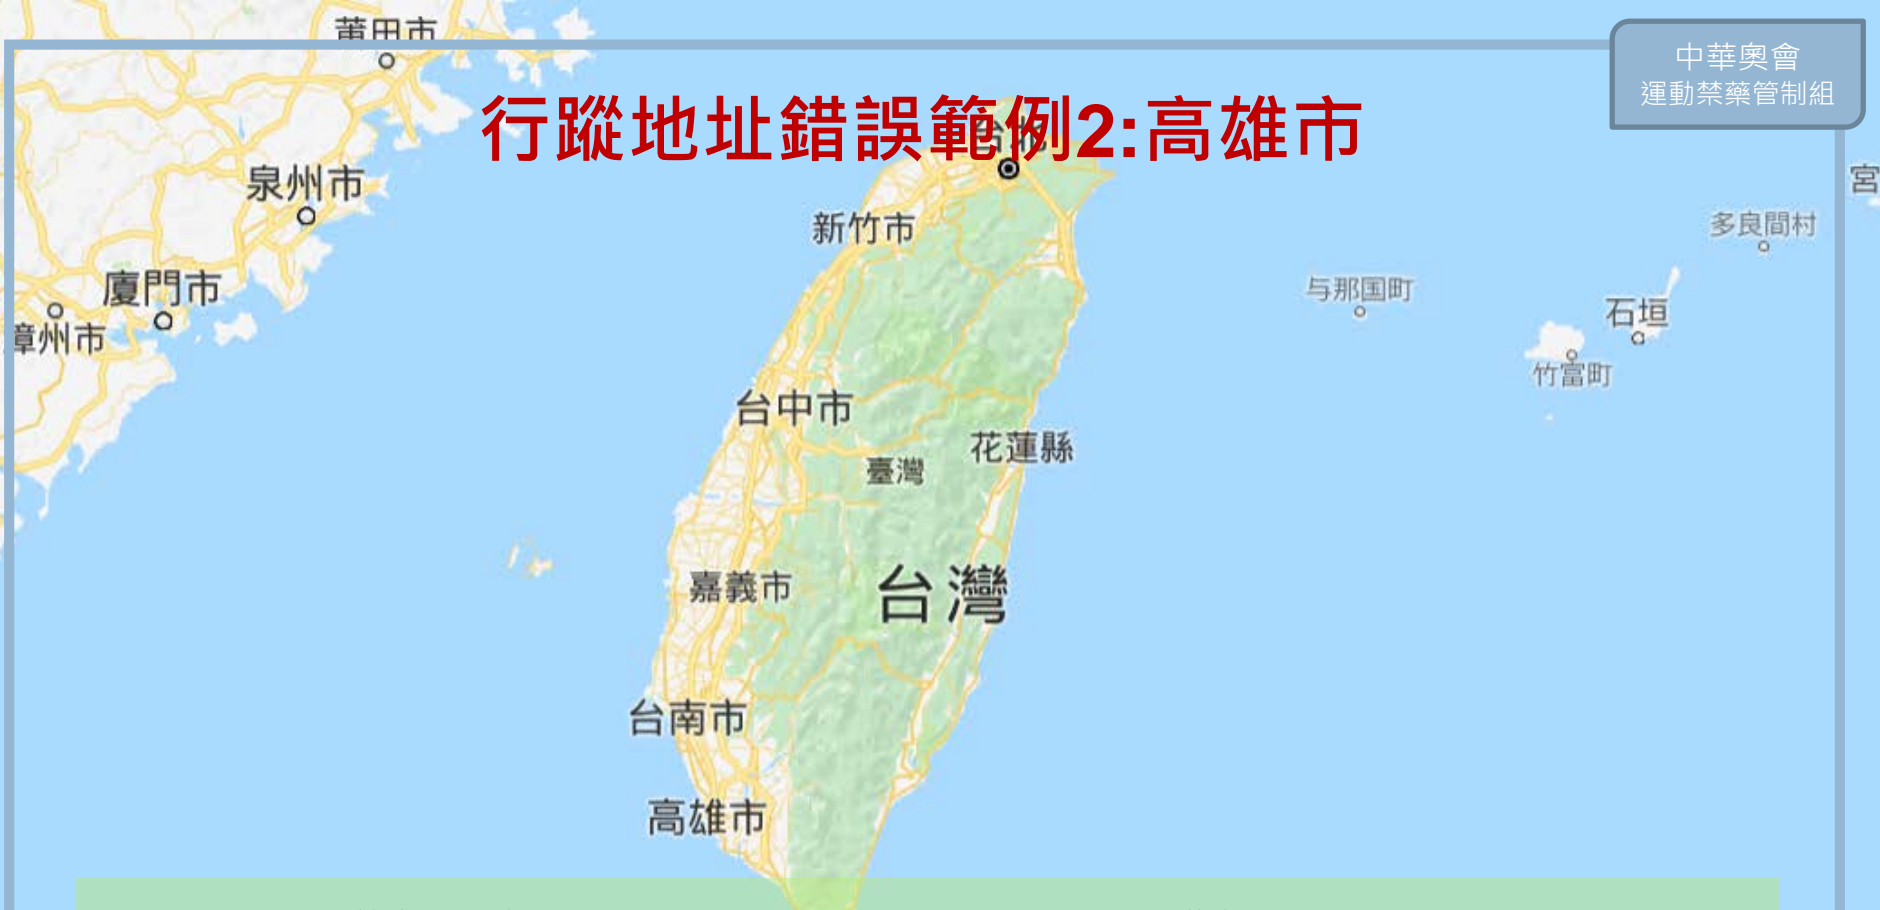 莆田市
中華奧會
運動禁藥管制組
行蹤地址錯誤範例2:高雄市
台北
泉州市
宮
新竹市
多良間村
廈門市
与那国町
石垣
漳州市
竹富町
台中市
花蓮縣
臺灣
嘉義市
台灣
台南市
高雄市